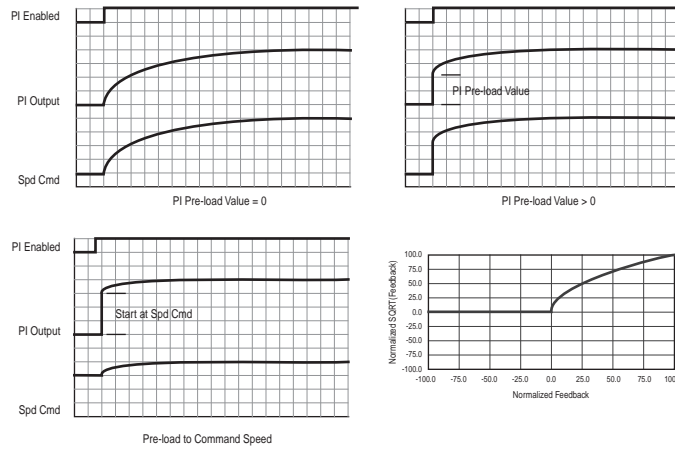 PI Enabled
PI Output
Spd Cmd
PI Pre-load Value = 0
PI Pre-load Value
PI Pre-load Value > 0
PI Enabled
PI Output
Start at Spd Cmd
Spd Cmd
Pre-load to Command Speed
Normalized SQRT(Feedback)
100.0
75.0
50.0
25.0
0.0
-25.0
-50.0
-75.0
-100.0
-100.0 -75.0 -50.0 -25.0 0.0 25.0 50.0 75.0 100
Normalized Feedback